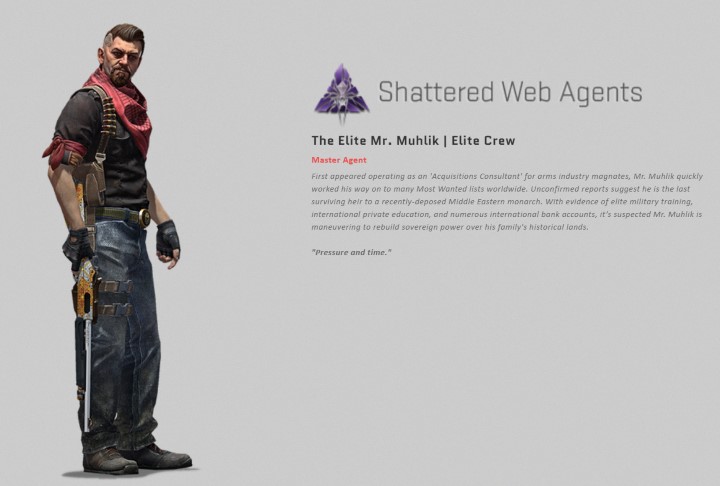 Shattered Web Agents
The Elite Mr. Muhlik | Elite Crew
Master Agent
First appeared operating as an 'Acquisitions Consultant' for arms industry magnates, Mr. Muhlik quickly
worked his way on to many Most Wanted lists worldwide. Unconfirmed reports suggest he is the last
surviving heir to a recently-deposed Middle Eastern monarch. With evidence of elite military training,
international private education, and numerous international bank accounts, it's suspected Mr. Muhlik is
maneuvering to rebuild sovereign power over his family's historical lands.
"Pressure and time."